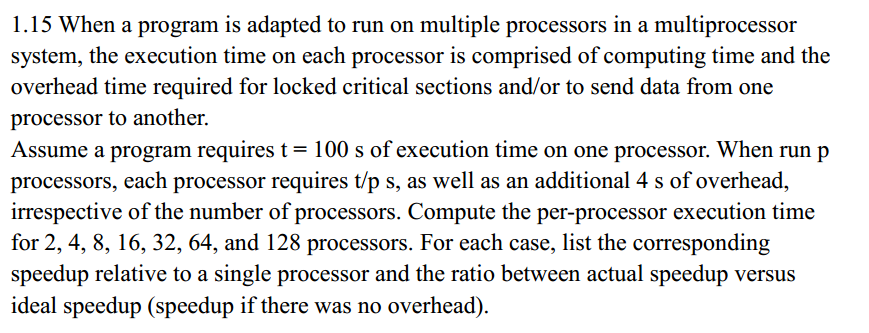 1.15 When a program is adapted to run on multiple processors in a multiprocessor
system, the execution time on each processor is comprised of computing time and the
overhead time required for locked critical sections and/or to send data from one
processor to another.
Assume a program requires t = 100 s of execution time on one processor. When run p
processors, each processor requires t/p s, as well as an additional 4 s of overhead,
irrespective of the number of processors. Compute the per-processor execution time
for 2, 4, 8, 16, 32, 64, and 128 processors. For each case, list the corresponding
speedup relative to a single processor and the ratio between actual speedup versus
ideal speedup (speedup if there was no overhead).